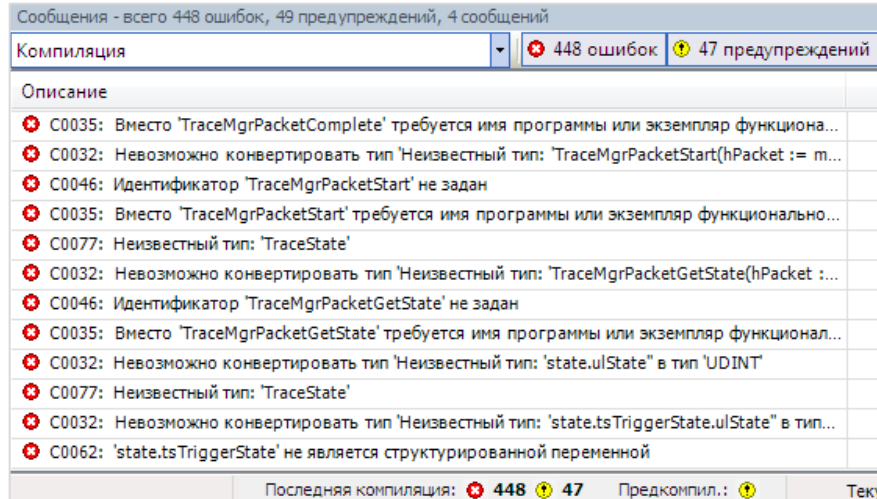 Сообщения - всего 448 ошибок, 49 предупреждений, 4 сообщений
Компиляция 448 ошибок 47 предупреждений
Описание
C0035: Вместо 'TraceMgrPacketComplete' требуется имя программы или экземпляр функциона...
C0032: Невозможно конвертировать тип 'Неизвестный тип: 'TraceMgrPacketStart(hPacket := m...
C0046: Идентификатор 'TraceMgrPacketStart' не задан
C0035: Вместо 'TraceMgrPacketStart' требуется имя программы или экземпляр функционально...
C0077: Неизвестный тип: 'TraceState'
C0032: Невозможно конвертировать тип 'Неизвестный тип: 'TraceMgrPacketGetState(hPacket :...
C0046: Идентификатор 'TraceMgrPacketGetState' не задан
C0035: Вместо 'TraceMgrPacketGetState' требуется имя программы или экземпляр функционал...
C0032: Невозможно конвертировать тип 'Неизвестный тип: 'state.ulState'' в тип 'UDINT'
C0077: Неизвестный тип: 'TraceState'
C0032: Невозможно конвертировать тип 'Неизвестный тип: 'state.tsTriggerState.ulState'' в тип...
C0062: 'state.tsTriggerState' не является структурированной переменной
Последняя компиляция: 448 47 Предкомпил.: Тек